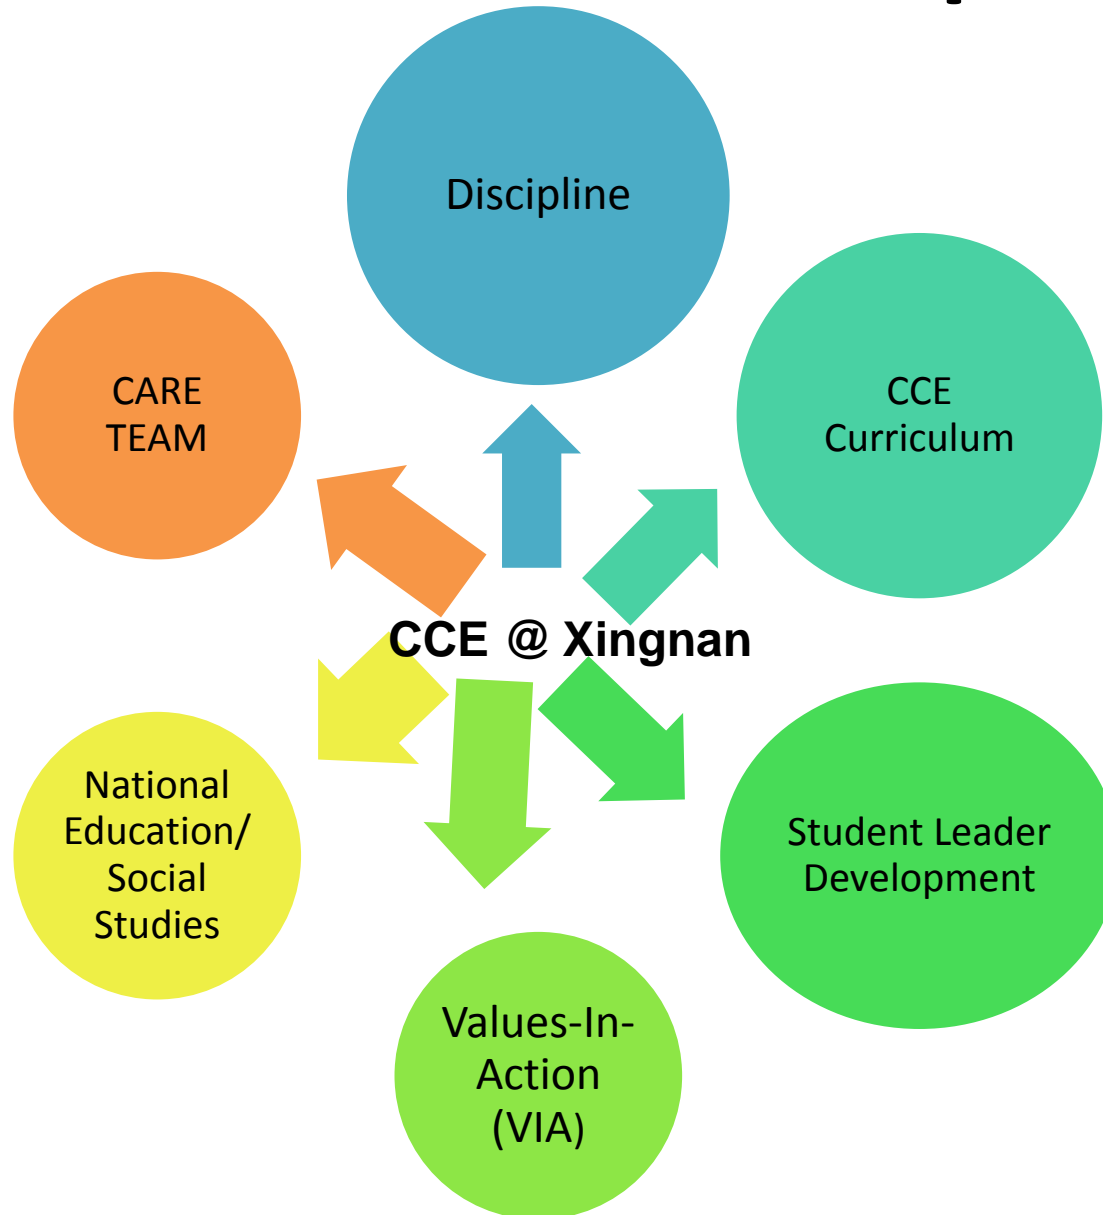 Discipline
CARE
TEAM
CCE
Curriculum
CCE @ Xingnan
National
Education/
Social
Studies
Student Leader
Development
Values-In-
Action
(VIA)